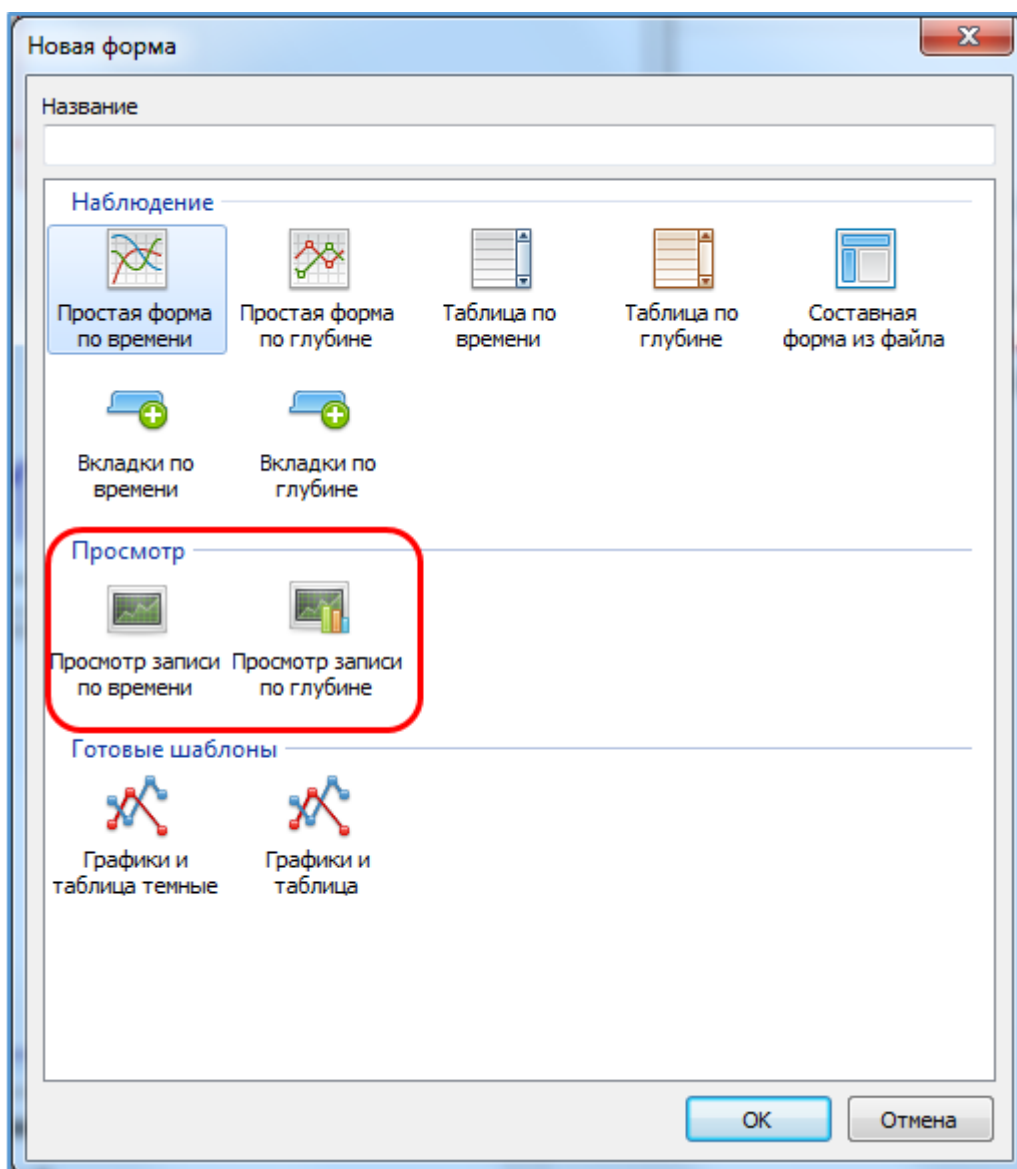 Новая форма
Название
Наблюдение
Простая форма
по времени
Простая форма
по глубине
Таблица по
времени
Таблица по
глубине
Составная
форма из файла
Вкладки по
времени
Вкладки по
глубине
Просмотр
Просмотр записи
по времени
Просмотр записи
по глубине
Готовые шаблоны
Графики и
таблица темные
Графики и
таблица
OK
Отмена